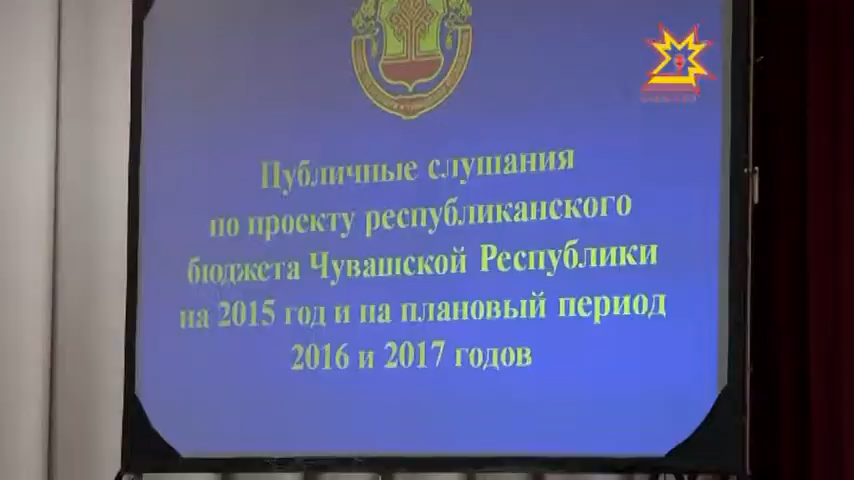 Публичные слушания
по проекту республиканского
бюджета Чувашской Республики
на 2015 год и на плановый период
2016 и 2017 годов